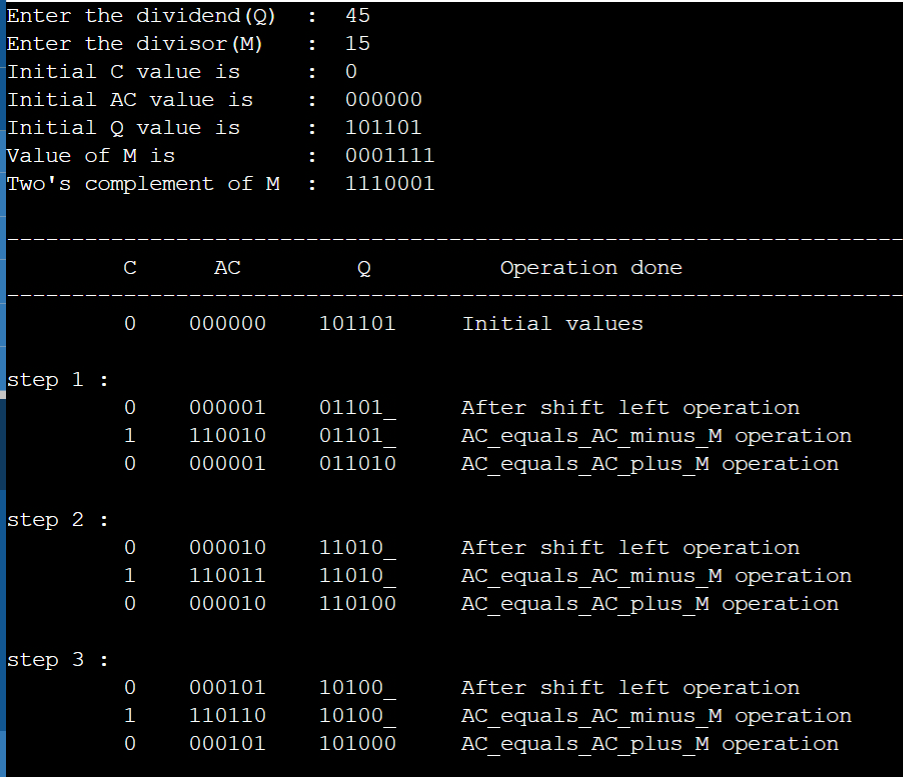 Enter the dividend(Q)  :  45
Enter the divisor(M)   :  15
Initial C value is     :  0
Initial AC value is    :  000000
Initial Q value is     :  101101
Value of M is          :  0001111
Two's complement of M  :  1110001
---------------------------------------------------------------------
C      AC         Q          Operation done
---------------------------------------------------------------------
0    000000    101101     Initial values
step 1 :
0    000001    01101_     After shift left operation
1    110010    01101_     AC_equals_AC_minus_M operation
0    000001    011010     AC_equals_AC_plus_M operation
step 2 :
0    000010    11010_     After shift left operation
1    110011    11010_     AC_equals_AC_minus_M operation
0    000010    110100     AC_equals_AC_plus_M operation
step 3 :
0    000101    10100_     After shift left operation
1    110110    10100_     AC_equals_AC_minus_M operation
0    000101    101000     AC_equals_AC_plus_M operation